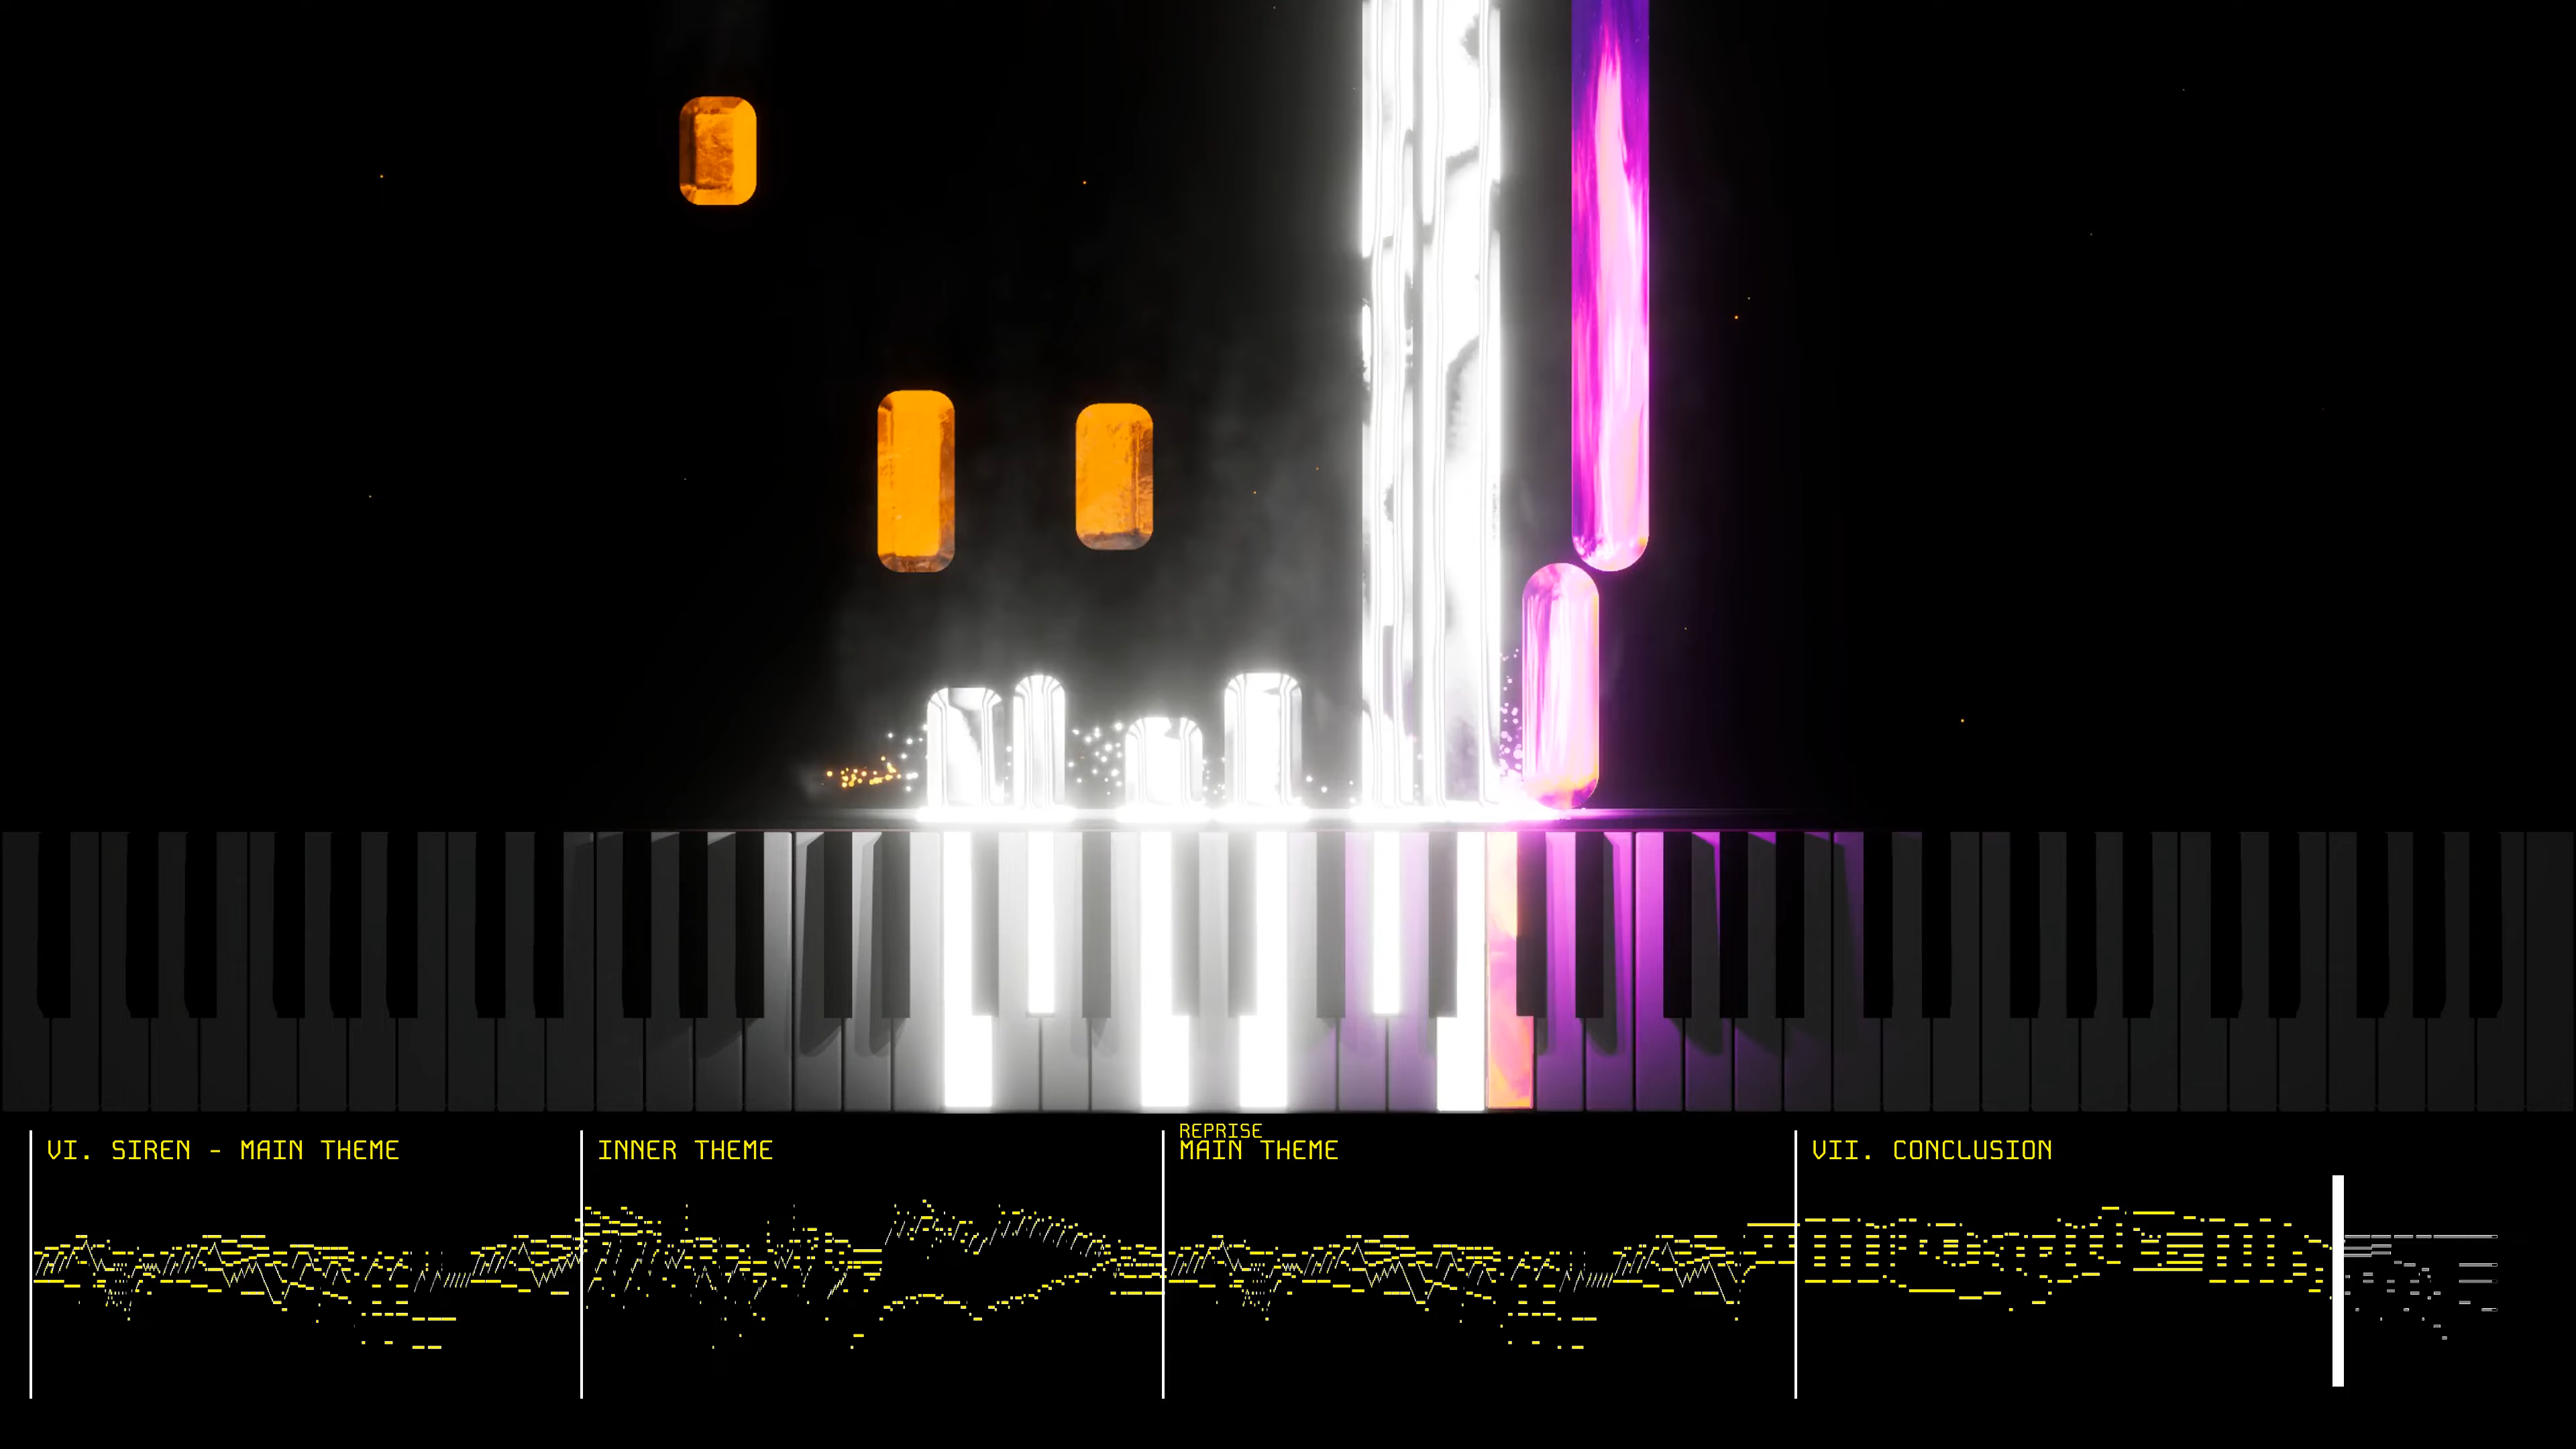 VI. SIREN - MAIN THEME
INNER THEME
REPRISE
MAIN THEME
VII. CONCLUSION